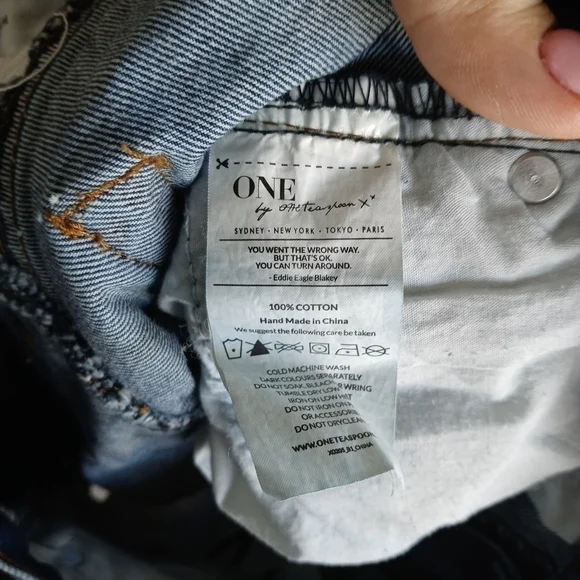 ONE
by oneteaspoon x
SYDNEY · NEW YORK · TOKYO · PARIS
YOU WENT THE WRONG WAY.
BUT THAT'S OK.
YOU CAN TURN AROUND.
- Eddie Eagle Blakey
100% COTTON
Hand Made in China
We suggest the following care be taken
COLD MACHINE WASH
DARK COLOURS SEPARATELY
DO NOT SOAK, BLEACH, WRING
TUMBLE DRY LOW
IRON ON LOW
DO NOT IRON ON
OR ACCESSORIE
DO NOT DRYCLEA
WWW.ONETEASPOON